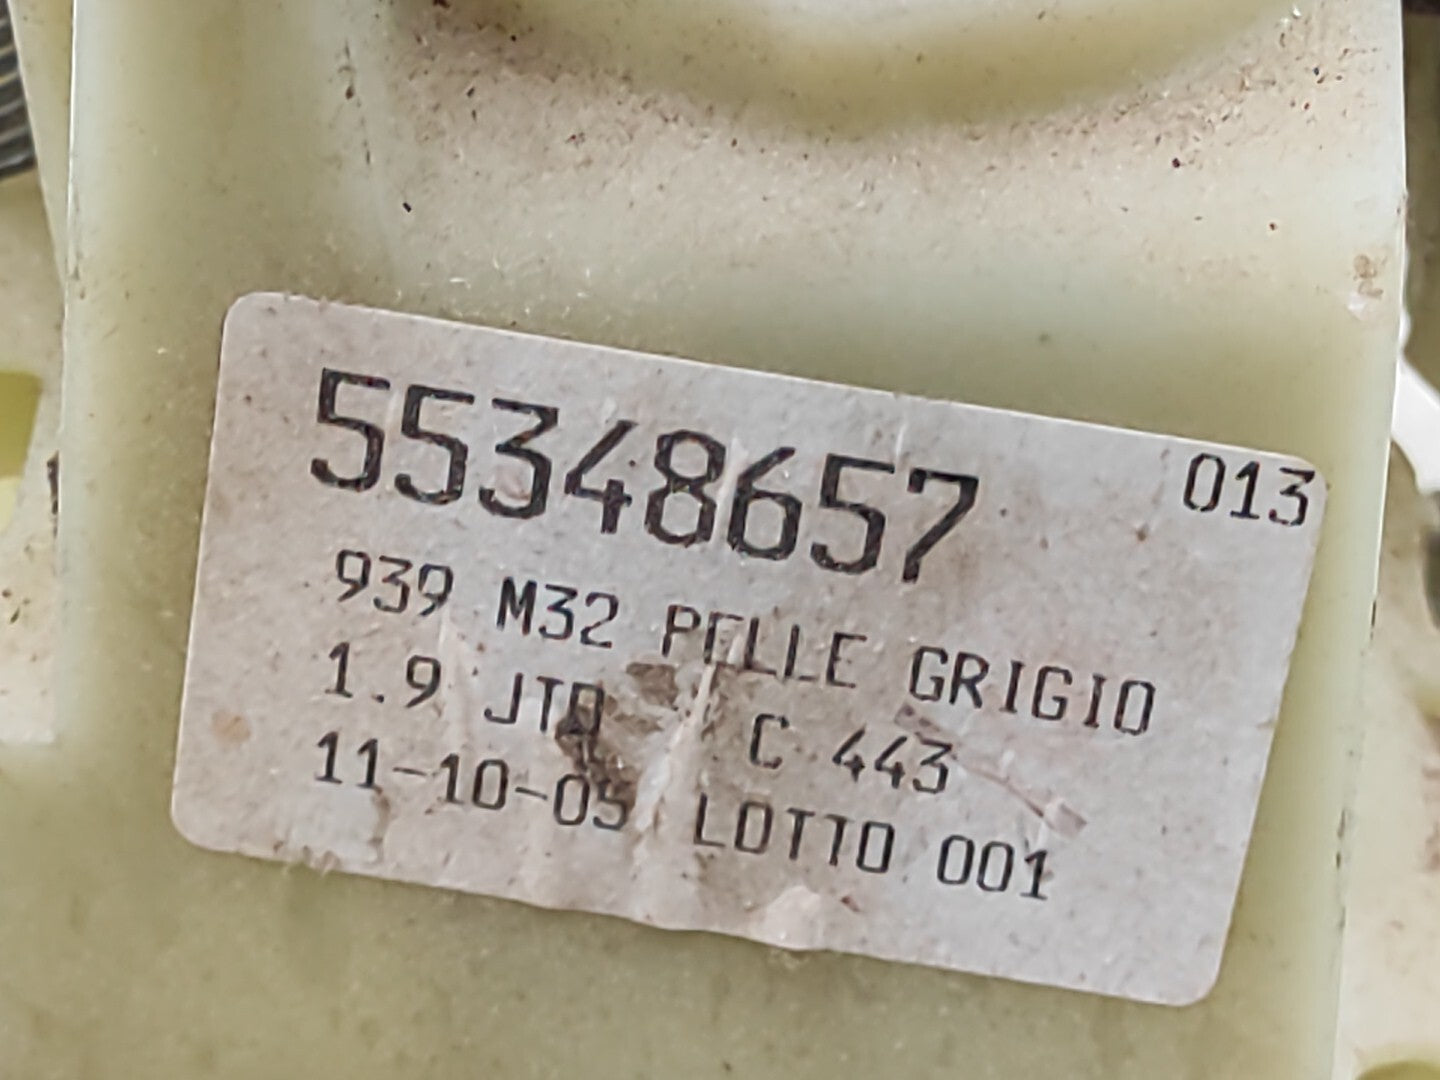 55348657 013
939 M32 PELLE GRIGIO
1.9 JTD C 443
11-10-05 LOTTO 001